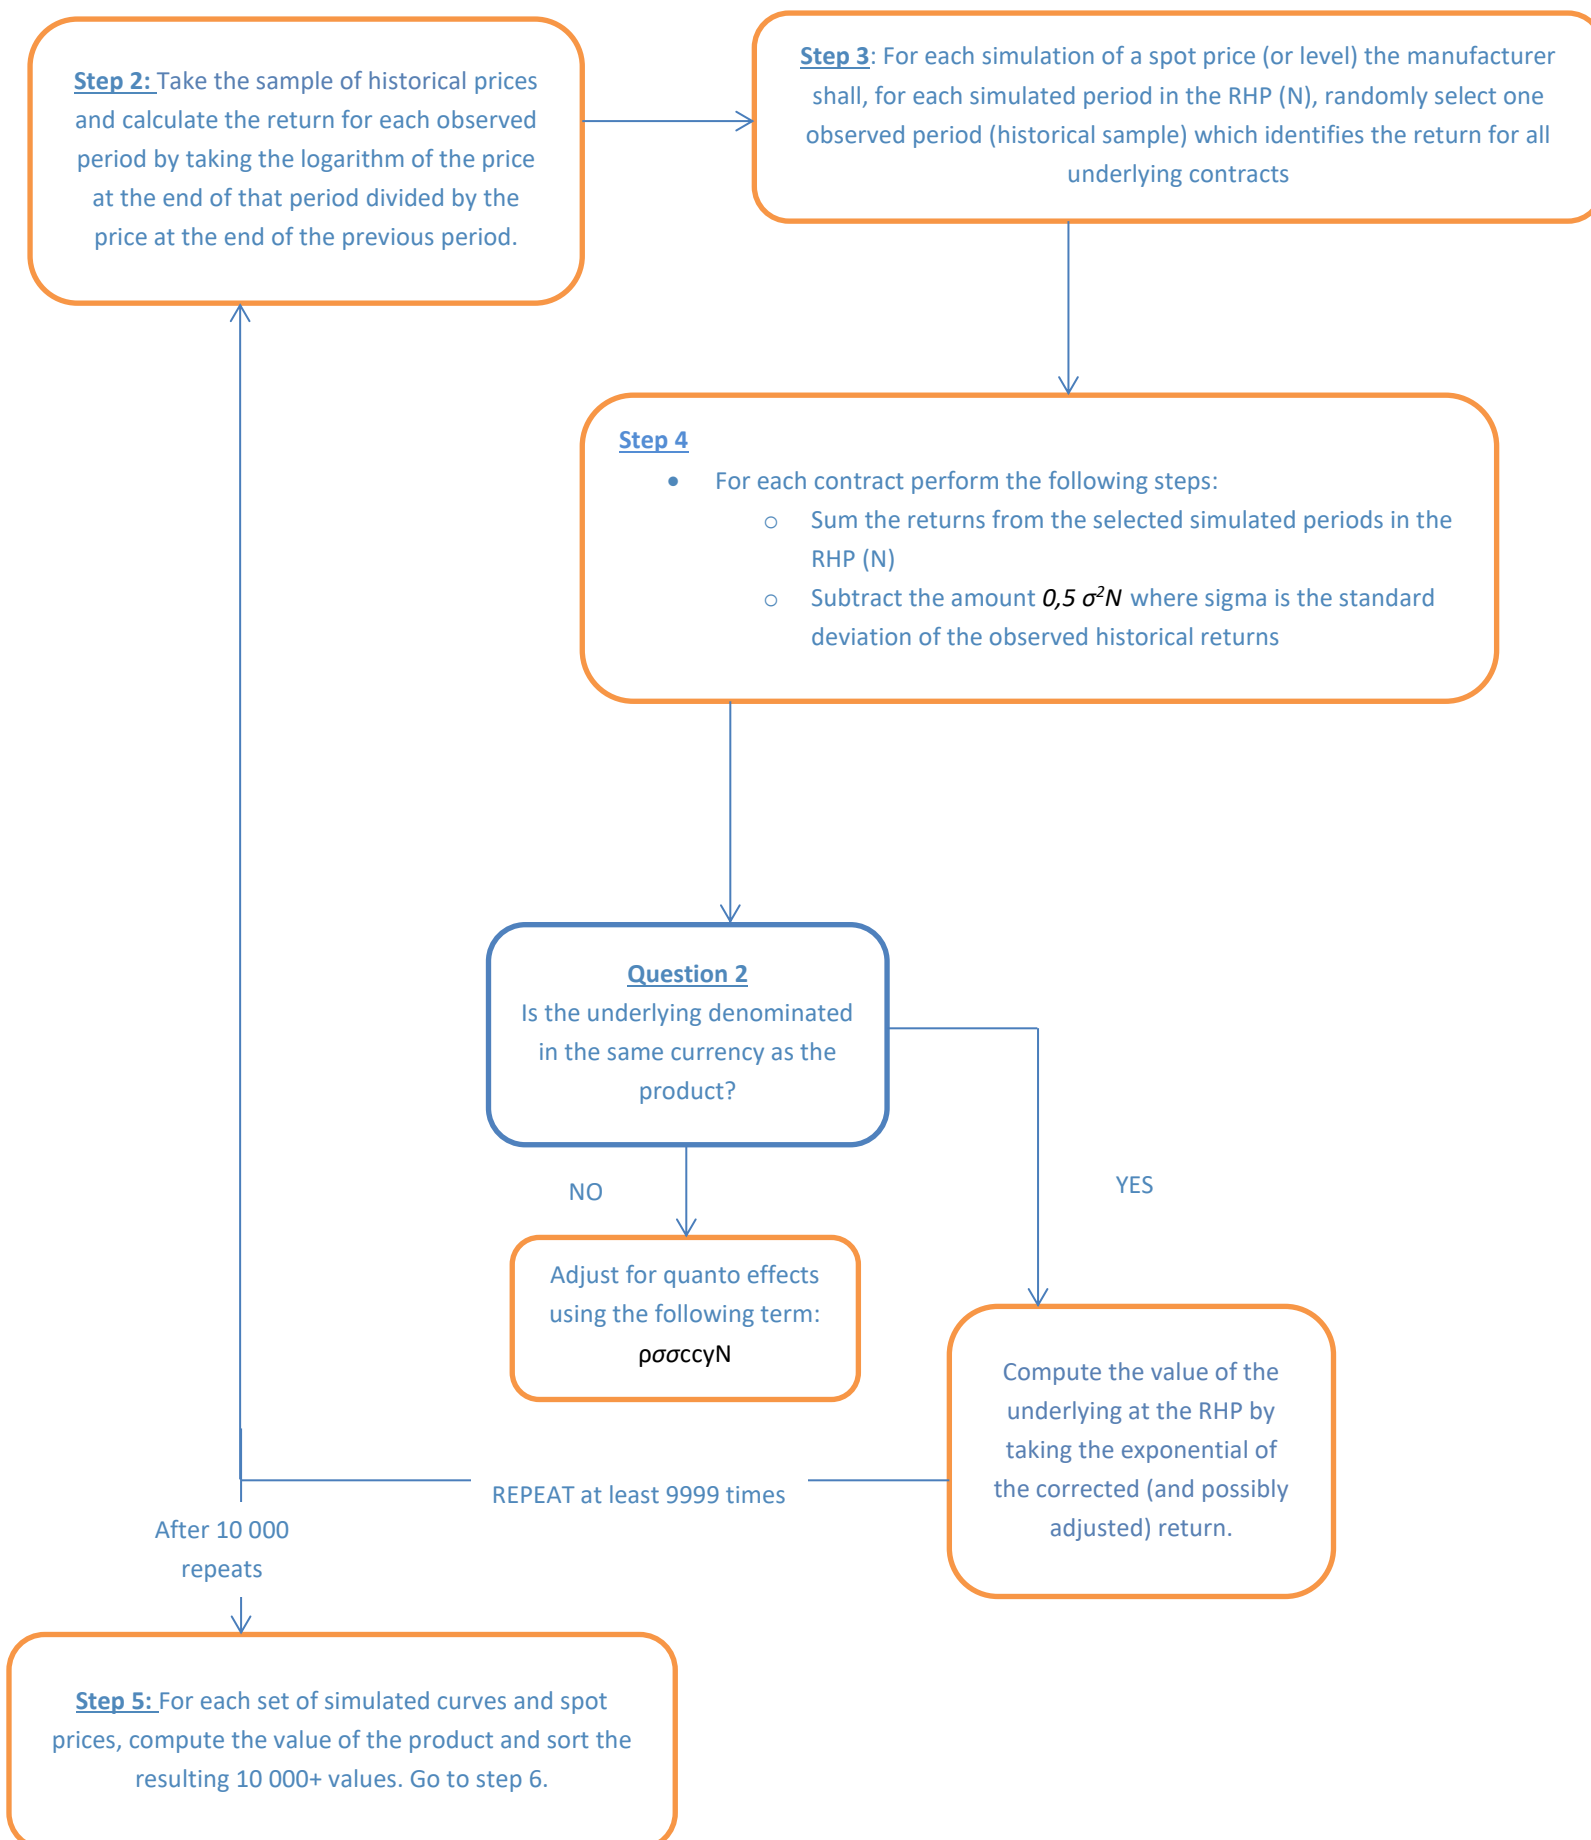 Step 2: Take the sample of historical prices
and calculate the return for each observed
period by taking the logarithm of the price
at the end of that period divided by the
price at the end of the previous period.
Step 3: For each simulation of a spot price (or level) the manufacturer
shall, for each simulated period in the RHP (N), randomly select one
observed period (historical sample) which identifies the return for all
underlying contracts
Step 4
• For each contract perform the following steps:
o Sum the returns from the selected simulated periods in the
RHP (N)
o Subtract the amount 0,5 σ²N where sigma is the standard
deviation of the observed historical returns
Question 2
Is the underlying denominated
in the same currency as the
product?
NO
YES
Adjust for quanto effects
using the following term:
ρσσccyN
Compute the value of the
underlying at the RHP by
taking the exponential of
the corrected (and possibly
adjusted) return.
REPEAT at least 9999 times
After 10 000
repeats
Step 5: For each set of simulated curves and spot
prices, compute the value of the product and sort the
resulting 10 000+ values. Go to step 6.